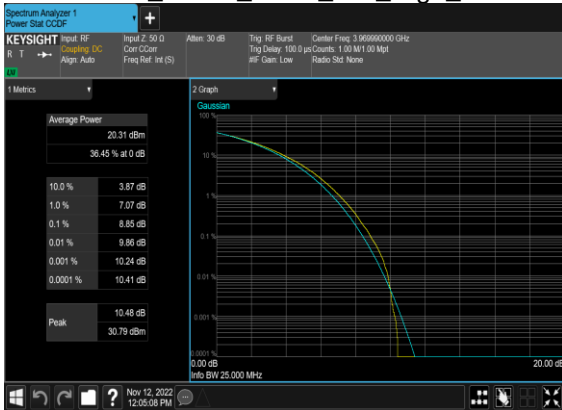 Spectrum Analyzer 1
Power Stat CCDF
+
KEYSIGHT
R T
LW
Input: RF
Coupling: DC
Align: Auto
Input Z: 50 Ω
Corr CCorr
Freq Ref: Int (S)
Atten: 30 dB
Trig: RF Burst
Trig Delay: 100.0 µs
#IF Gain: Low
Center Freq: 3.969990000 GHz
Counts: 1.00 M/1.00 Mpt
Radio Std: None
1 Metrics
Average Power
20.31 dBm
36.45 % at 0 dB
10.0 % 3.87 dB
1.0 % 7.07 dB
0.1 % 8.85 dB
0.01 % 9.86 dB
0.001 % 10.24 dB
0.0001 % 10.41 dB
Peak
10.48 dB
30.79 dBm
2 Graph
Gaussian
100 %
10 %
1 %
0.1 %
0.01 %
0.001 %
0.0001 %
0.00 dB 20.00 dB
Info BW 25.000 MHz
?
Nov 12, 2022
12:05:08 PM